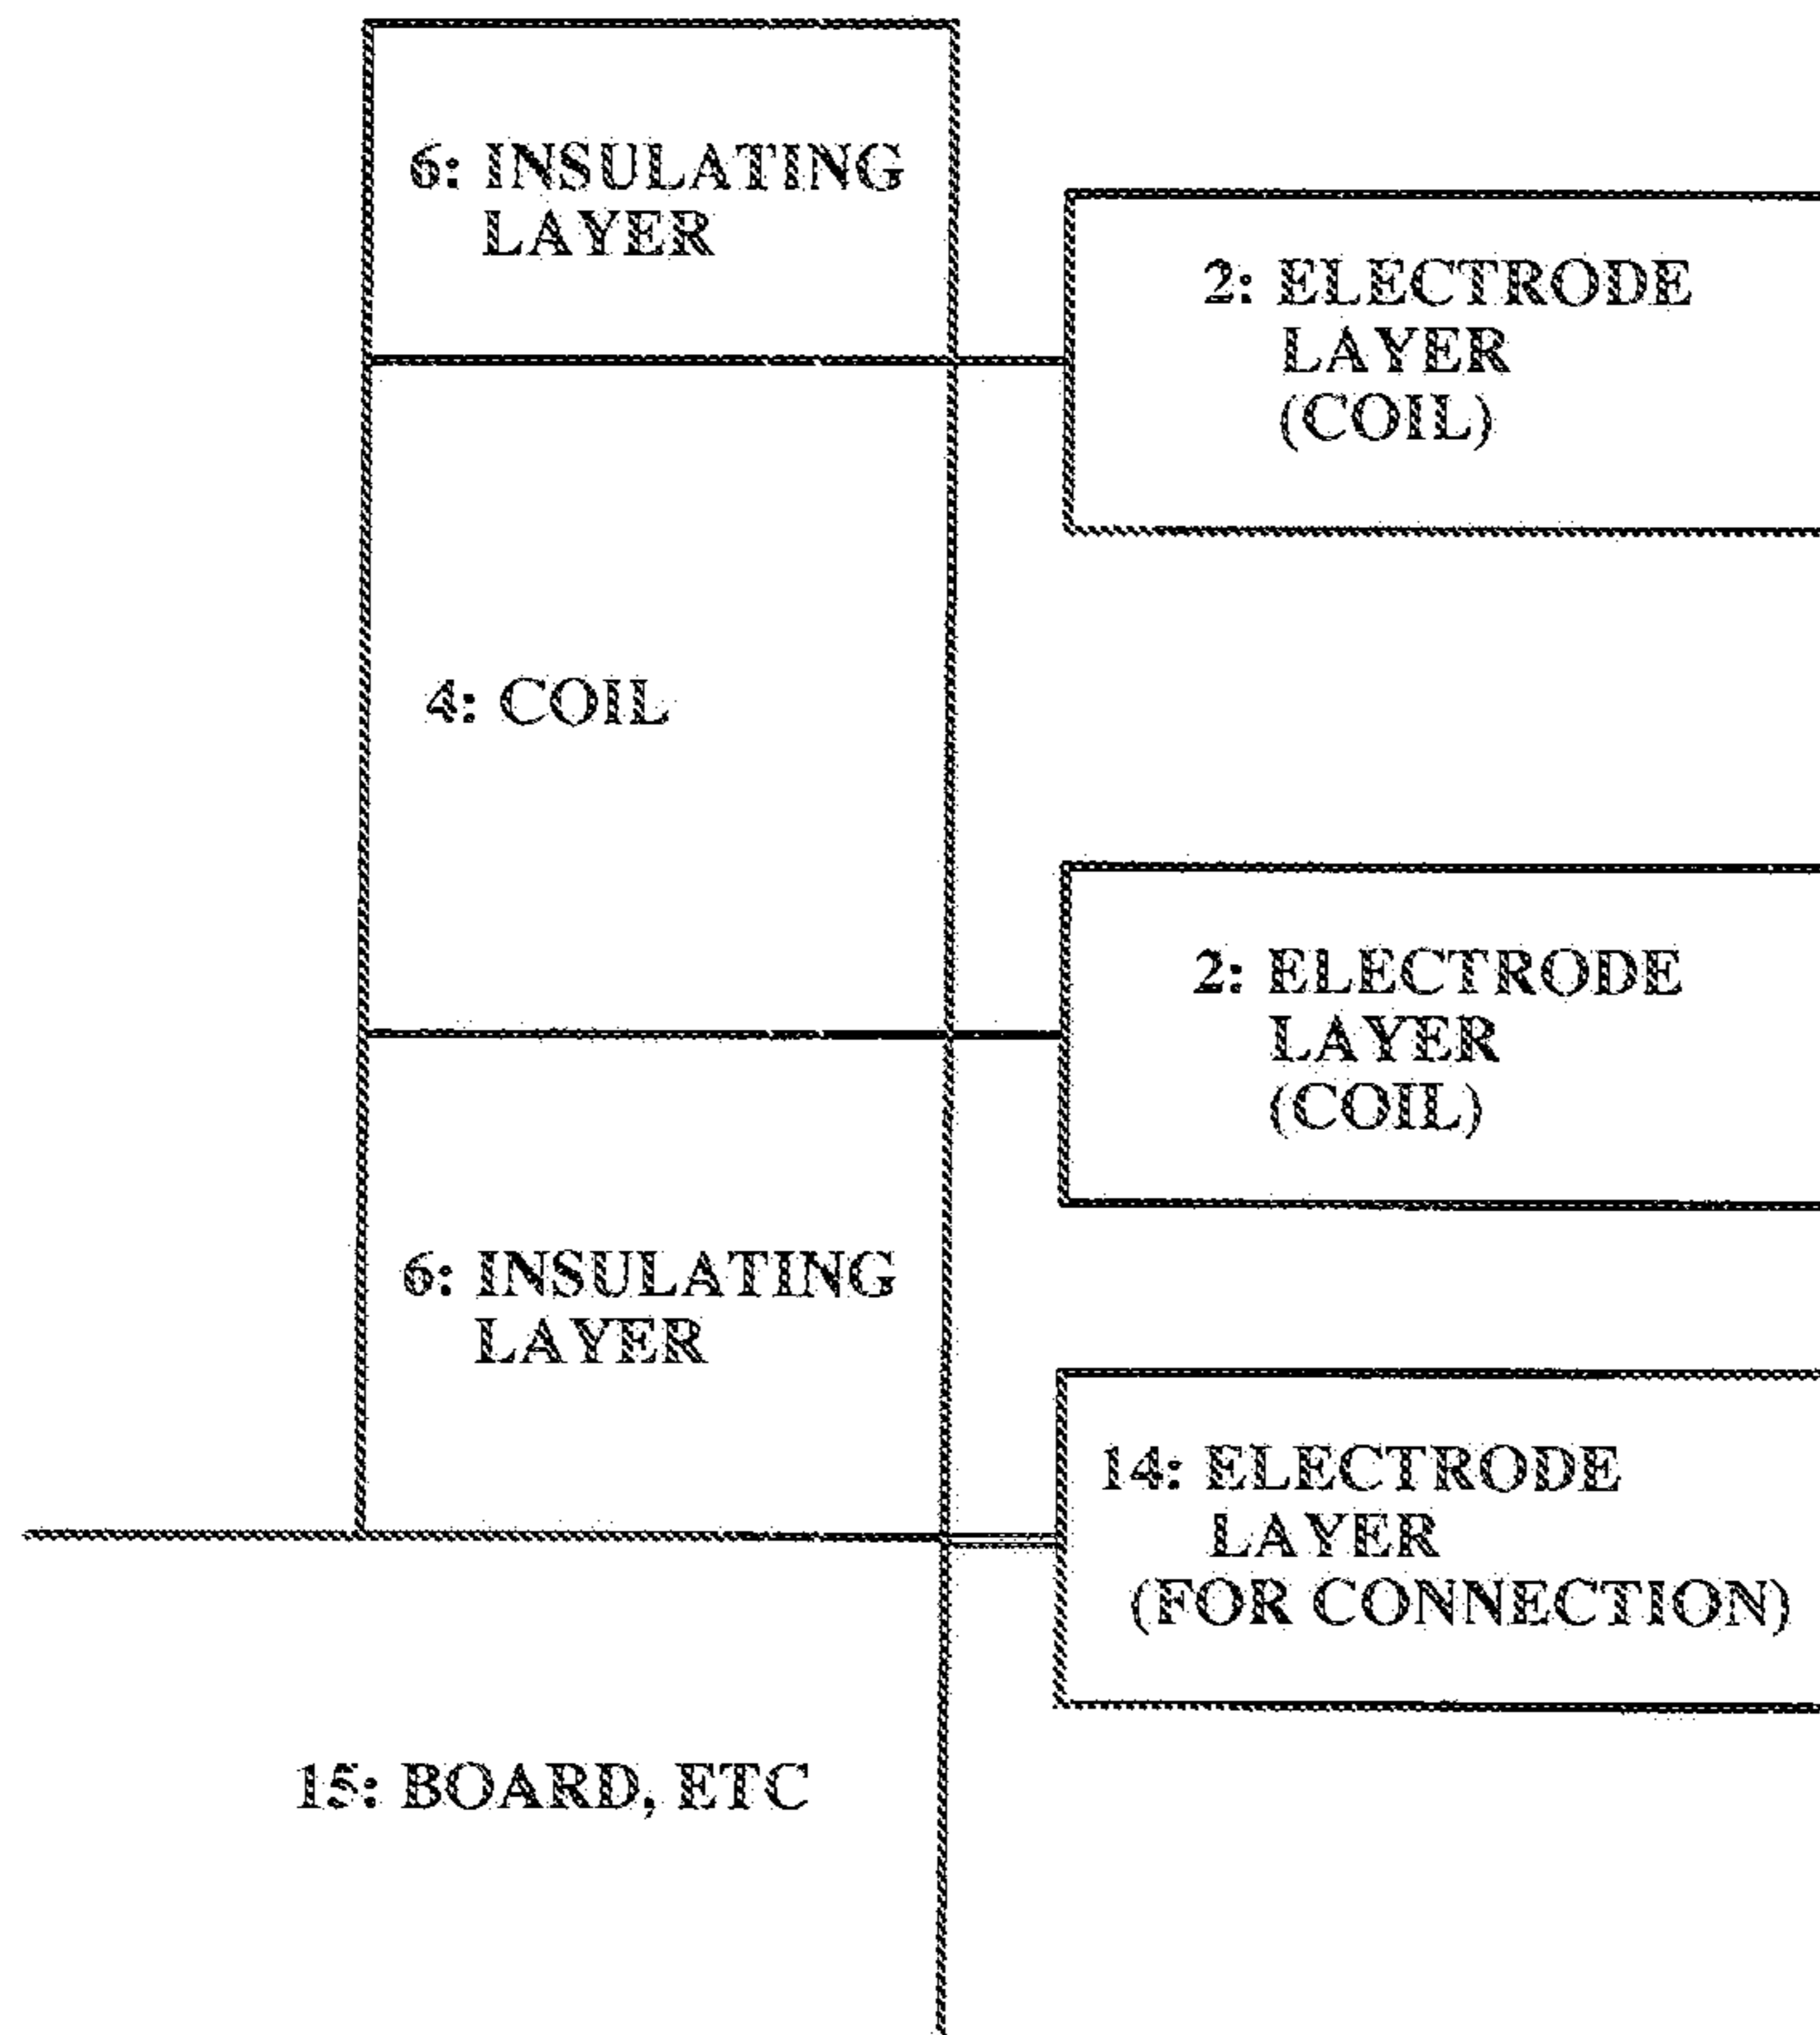 6: INSULATING
LAYER
2: ELECTRODE
LAYER
(COIL)
4: COIL
2: ELECTRODE
LAYER
(COIL)
6: INSULATING
LAYER
14: ELECTRODE
LAYER
(FOR CONNECTION)
15: BOARD, ETC